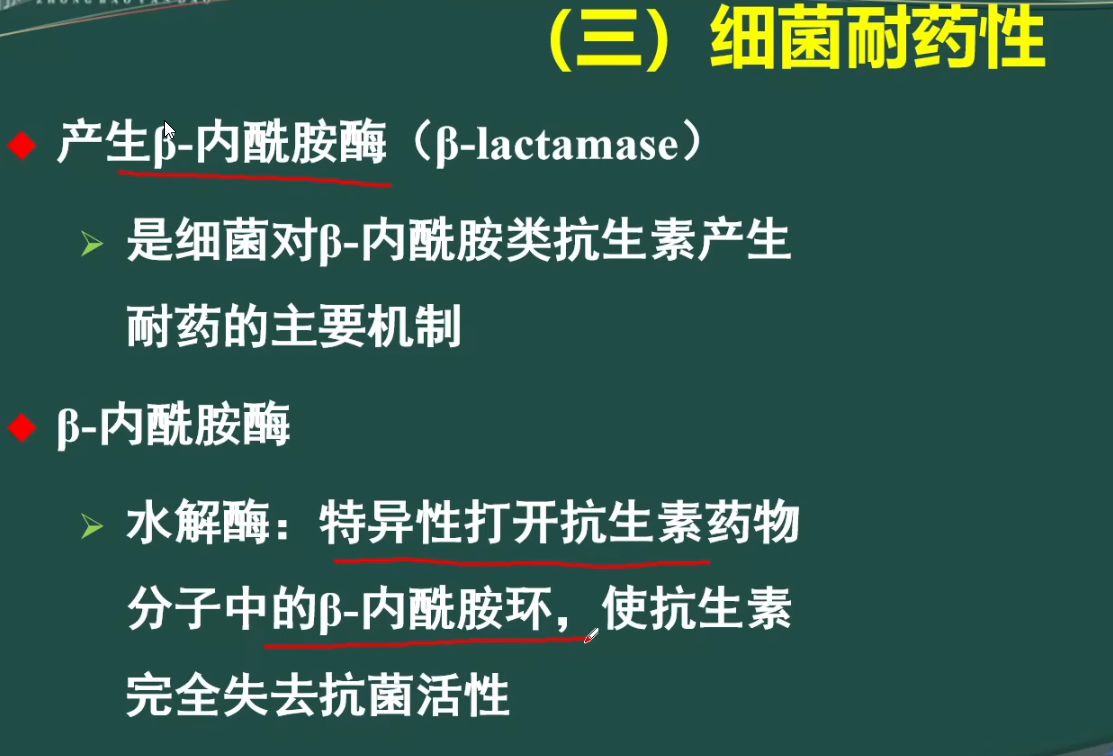 （三）细菌耐药性
产生β-内酰胺酶（β-lactamase）
是细菌对β-内酰胺类抗生素产生
耐药的主要机制
β-内酰胺酶
水解酶：特异性打开抗生素药物
分子中的β-内酰胺环，使抗生素
完全失去抗菌活性